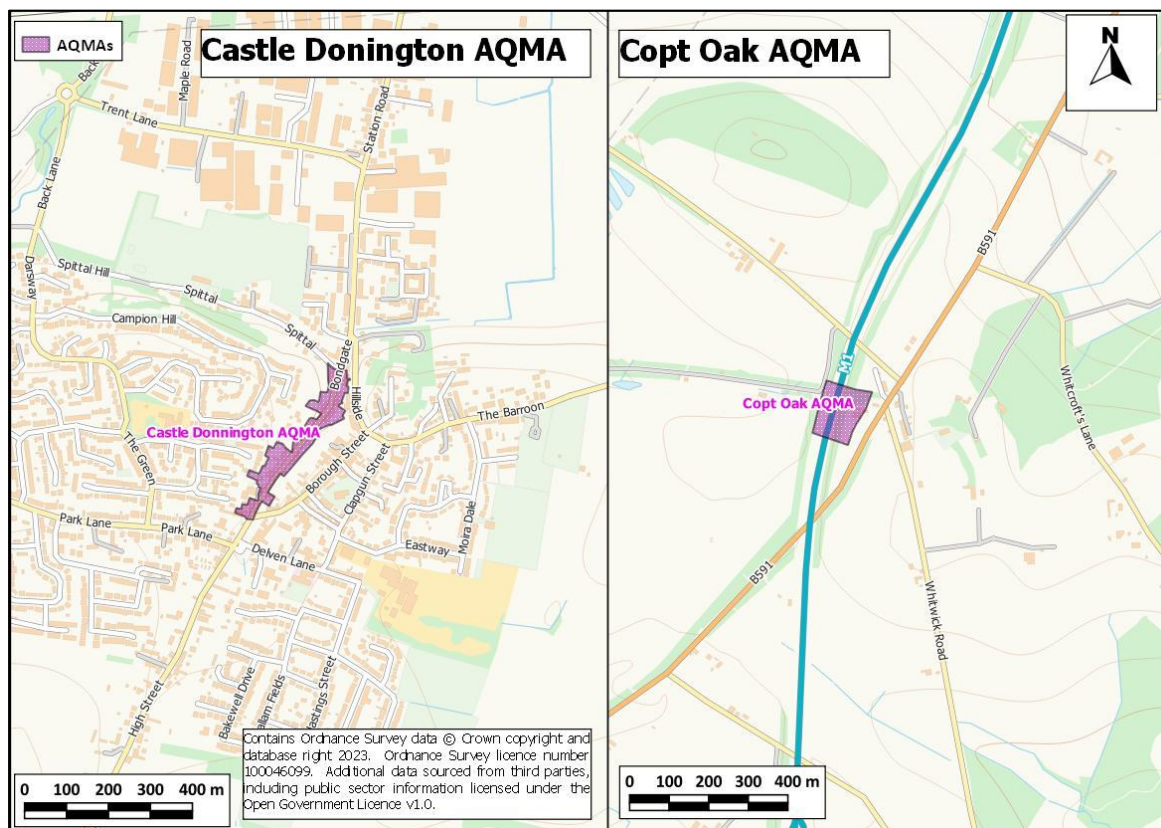 AQMAs
Castle Donington AQMA
Back
Maple Road
Trent Lane
Station Road
Back Lane
Darsway
Spittal Hill
Spittal
Campion Hill
Spittal
Bondgate
Hillside
The Barroon
Castle Donnington AQMA
The Green
Borough Street
Clapgun Street
Park Lane
Park Lane
Delven Lane
Eastway
Moira Dale
High Street
Bakewell Drive
allam Fields
Hastings Street
Contains Ordnance Survey data © Crown copyright and
database right 2023. Ordnance Survey licence number
100046099. Additional data sourced from third parties,
including public sector information licensed under the
Open Government Licence v1.0.
0 100 200 300 400 m
Copt Oak AQMA
N
B591
M1
Copt Oak AQMA
Whitcroft's Lane
B591
Whitwick Road
0 100 200 300 400 m